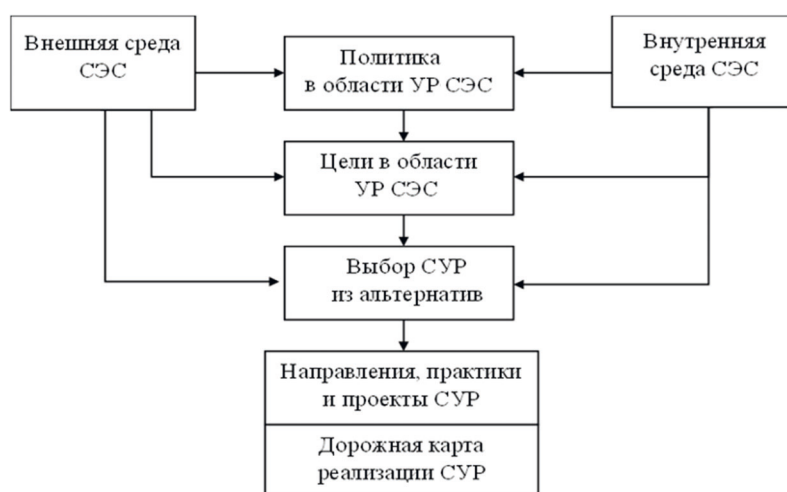 Внешняя среда
СЭС
Политика
в области УР СЭС
Внутренняя
среда СЭС
Цели в области
УР СЭС
Выбор СУР
из альтернатив
Направления, практики
и проекты СУР
Дорожная карта
реализации СУР